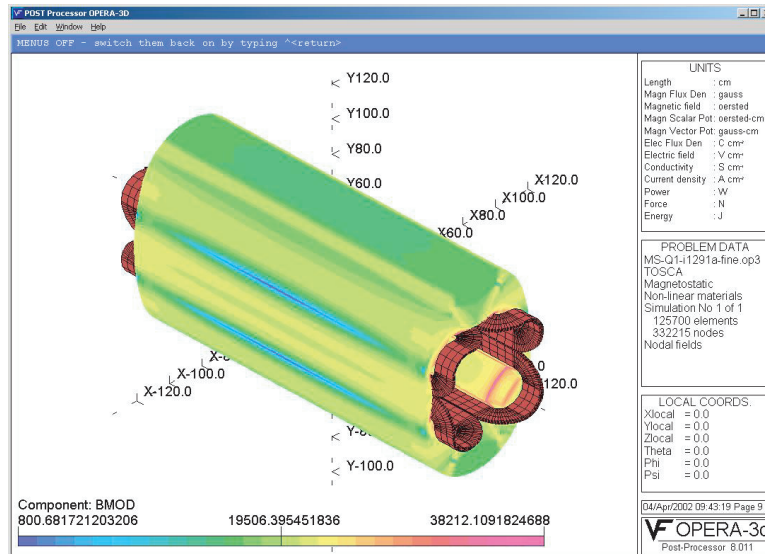 POST Processor OPERA-3D
File Edit Window Help
MENUS OFF - switch them back on by typing ^<return>
Y120.0
Y100.0
Y80.0
Y60.0
X120.0
X100.0
X80.0
X60.0
X-100.0
X-120.0
120.0
Y-100.0
Component: BMOD
800.681721203206 19506.395451836 38212.1091824688
UNITS
Length : cm
Magn Flux Den : gauss
Magnetic field : oersted
Magn Scalar Pot: oersted-cm
Magn Vector Pot: gauss-cm
Elec Flux Den : C cm
Electric field : V cm
Conductivity : S cm
Current density : A cm
Power : W
Force : N
Energy : J
PROBLEM DATA
MS-Q1-i1291a-fine.op3
TOSCA
Magnetostatic
Non-linear materials
Simulation No 1 of 1
125700 elements
332215 nodes
Nodal fields
LOCAL COORDS.
Xlocal = 0.0
Ylocal = 0.0
Zlocal = 0.0
Theta = 0.0
Phi = 0.0
Psi = 0.0
04/Apr/2002 09:43:19 Page 9
VF OPERA-3d
Post-Processor 8.011